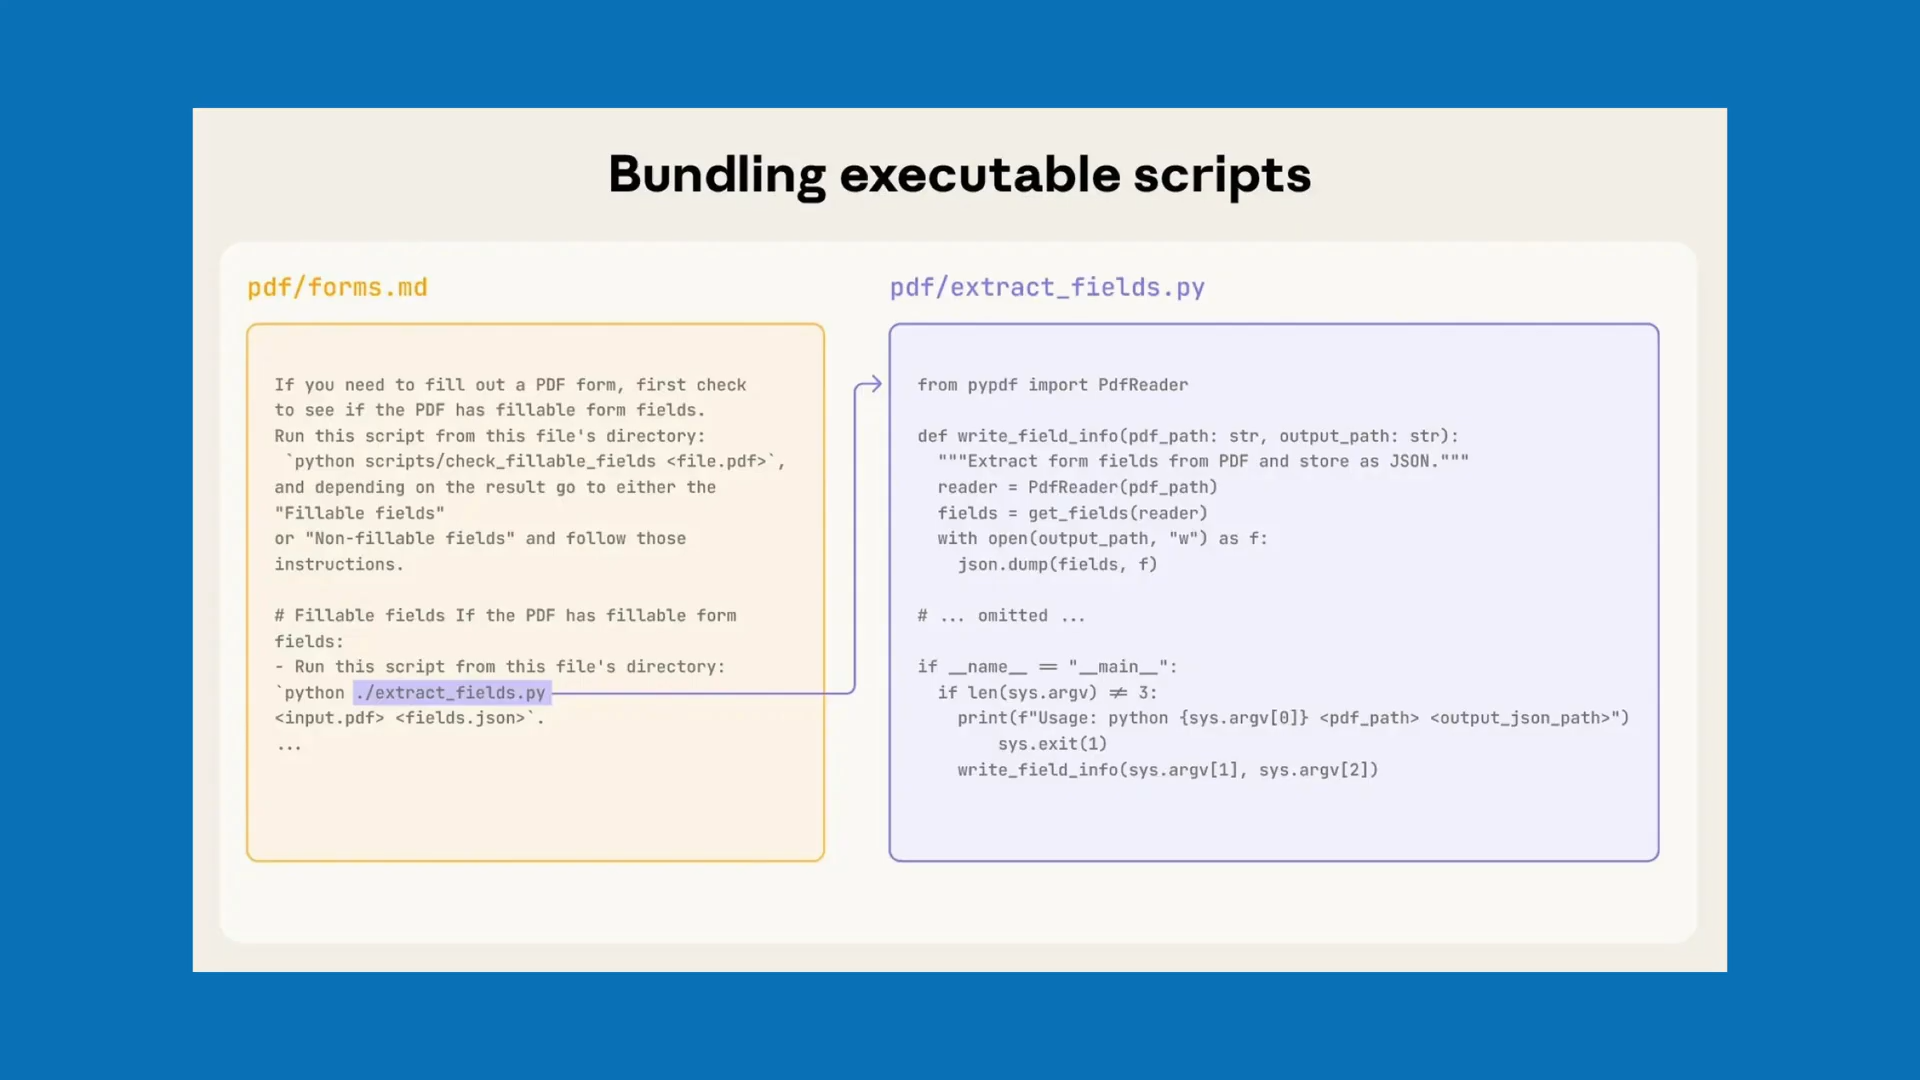 Bundling executable scripts
pdf/forms.md
If you need to fill out a PDF form, first check
to see if the PDF has fillable form fields.
Run this script from this file's directory:
`python scripts/check_fillable_fields <file.pdf>`,
and depending on the result go to either the
"Fillable fields"
or "Non-fillable fields" and follow those
instructions.
# Fillable fields If the PDF has fillable form
fields:
- Run this script from this file's directory:
`python ./extract_fields.py
<input.pdf> <fields.json>`.
...
pdf/extract_fields.py
from pypdf import PdfReader
def write_field_info(pdf_path: str, output_path: str):
"""Extract form fields from PDF and store as JSON."""
reader = PdfReader(pdf_path)
fields = get_fields(reader)
with open(output_path, "w") as f:
json.dump(fields, f)
# ... omitted ...
if __name__ == "__main__":
if len(sys.argv) != 3:
print(f"Usage: python {sys.argv[0]} <pdf_path> <output_json_path>")
sys.exit(1)
write_field_info(sys.argv[1], sys.argv[2])